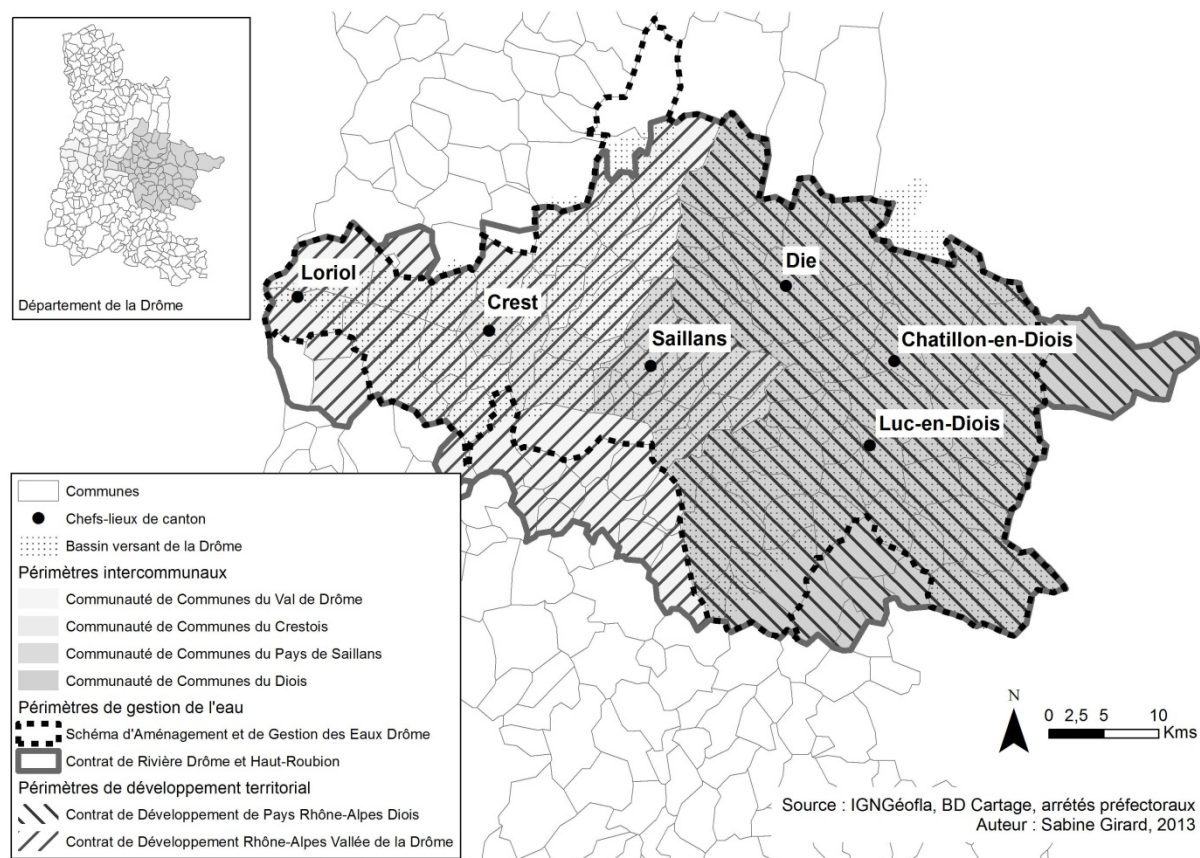 Département de la Drôme
Loriol
Crest
Die
Saillans
Chatillon-en-Diois
Luc-en-Diois
Communes
Chefs-lieux de canton
Bassin versant de la Drôme
Périmètres intercommunaux
Communauté de Communes du Val de Drôme
Communauté de Communes du Crestois
Communauté de Communes du Pays de Saillans
Communauté de Communes du Diois
Périmètres de gestion de l'eau
Schéma d'Aménagement et de Gestion des Eaux Drôme
Contrat de Rivière Drôme et Haut-Roubion
Périmètres de développement territorial
Contrat de Développement de Pays Rhône-Alpes Diois
Contrat de Développement Rhône-Alpes Vallée de la Drôme
N
0 2,5 5 10
Kms
Source : IGNGéofla, BD Cartage, arrétés préfectoraux
Auteur : Sabine Girard, 2013